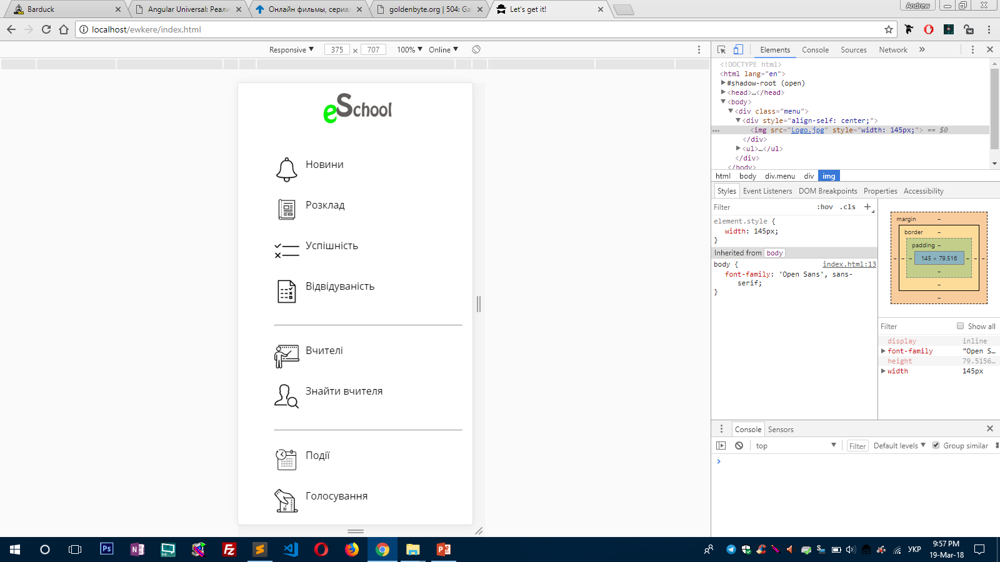 Barduck
Angular Universal: Реали
Онлайн фильмы, сериал
goldenbyte.org | 504: Ga
Let's get it!
Andrew
localhost/ewkere/index.html
Responsive ▼ 375 × 707 100% ▼ Online ▼
Elements Console Sources Network »
<!DOCTYPE html>
<html lang="en">
▶#shadow-root (open)
▶<head>…</head>
▼<body>
▼<div class="menu">
▼<div style="align-self: center;">
<img src="Logo.jpg" style="width: 145px;"> == $0
</div>
▶<ul>…</ul>
</div>
</body>
html body div.menu div img
Styles Event Listeners DOM Breakpoints Properties Accessibility
Filter :hov .cls +
element.style {
width: 145px;
}
Inherited from body
body { index.html:13
font-family: 'Open Sans', sans-
serif;
}
margin –
border –
padding –
– – – 145 × 79.516 – – –
–
–
–
Filter Show all
display inline
▶ font-family "Open S…
height 79.5156…
▶ width 145px
Console Sensors
top ▼ Filter Default levels ▼ Group similar
›
eSchool
Новини
Розклад
Успішність
Відвідуваність
Вчителі
Знайти вчителя
Події
Голосування
Ps
N
Fz
S
УКР
9:57 PM
19-Mar-18